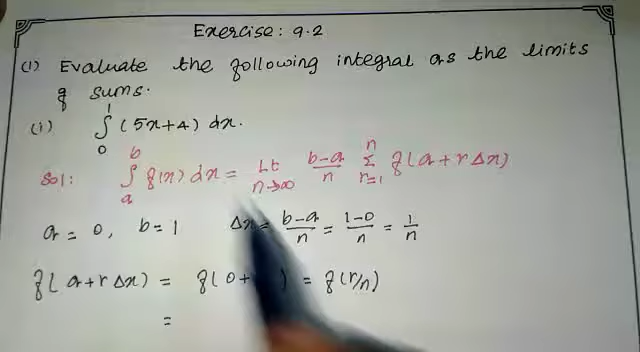 Exercise: 9.2
(1) Evaluate the following integral as the limits
of sums.
(i) ∫₀¹ (5x+4) dx.
Sol: ∫ₐᵇ f(x) dx = Lt n→∞ b-a/n Σ r=1 n f(a+rΔx)
a = 0, b = 1 Δx = b-a/n = 1-0/n = 1/n
f(a+rΔx) = f(0+ ) = f(r/n)
=